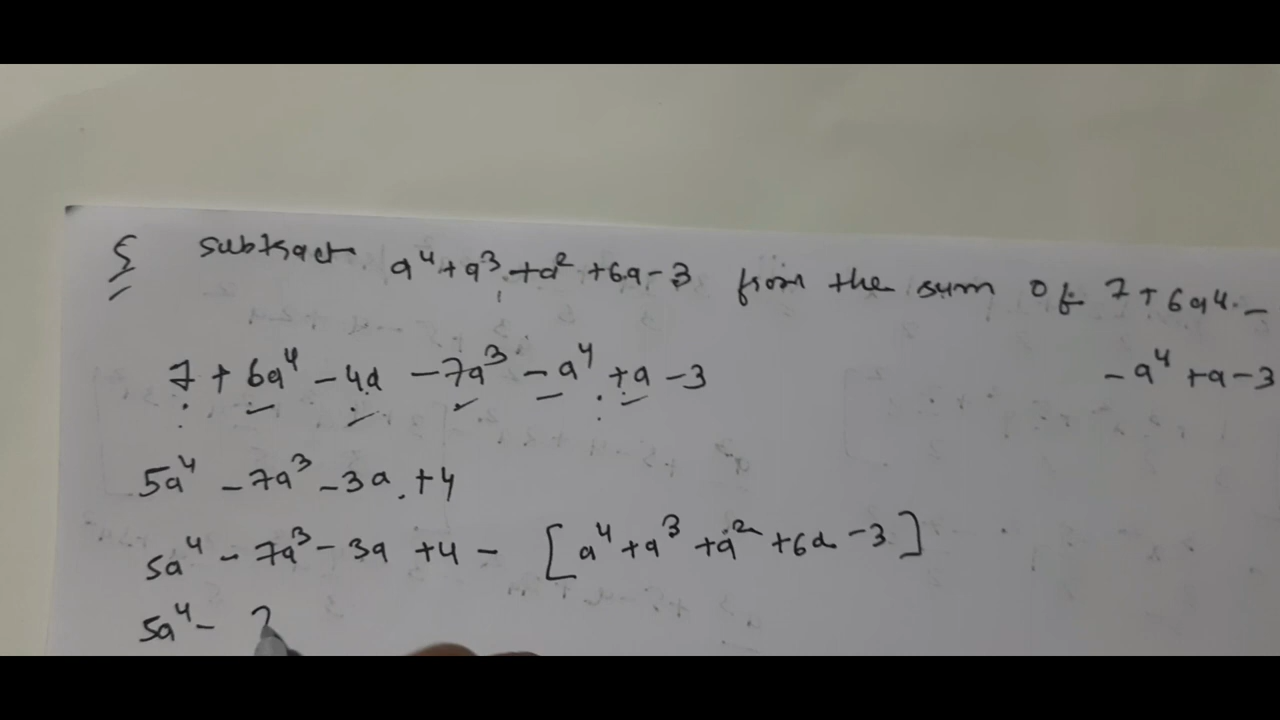 subtract a⁴+a³+a²+6a-3 from the sum of 7+6a4.-
7+6a⁴-4a-7a³-a⁴+a-3
-a⁴+a-3
5a⁴-7a³-3a.+4
5a⁴-7a³-3a+4-[a⁴+a³+a²+6a-3]
5a⁴-